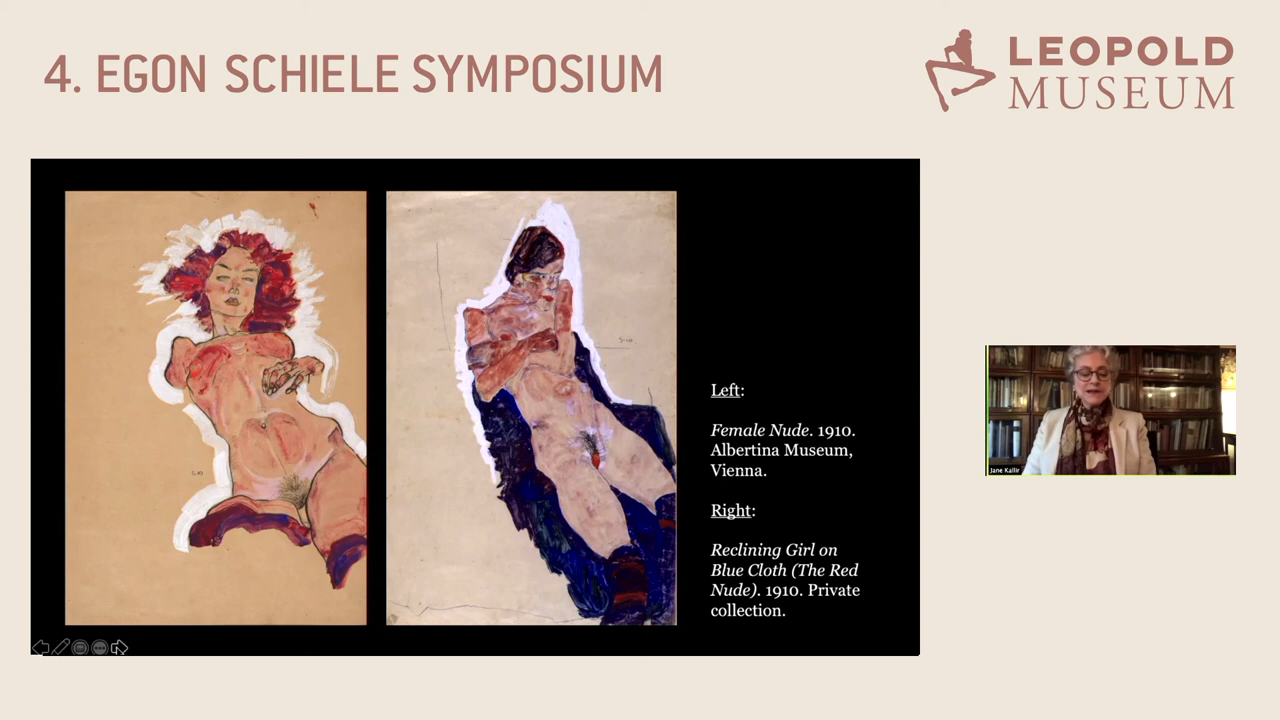 4. EGON SCHIELE SYMPOSIUM
LEOPOLD
MUSEUM
Left:
Female Nude. 1910.
Albertina Museum,
Vienna.
Right:
Reclining Girl on
Blue Cloth (The Red
Nude). 1910. Private
collection.
Jane Kallir